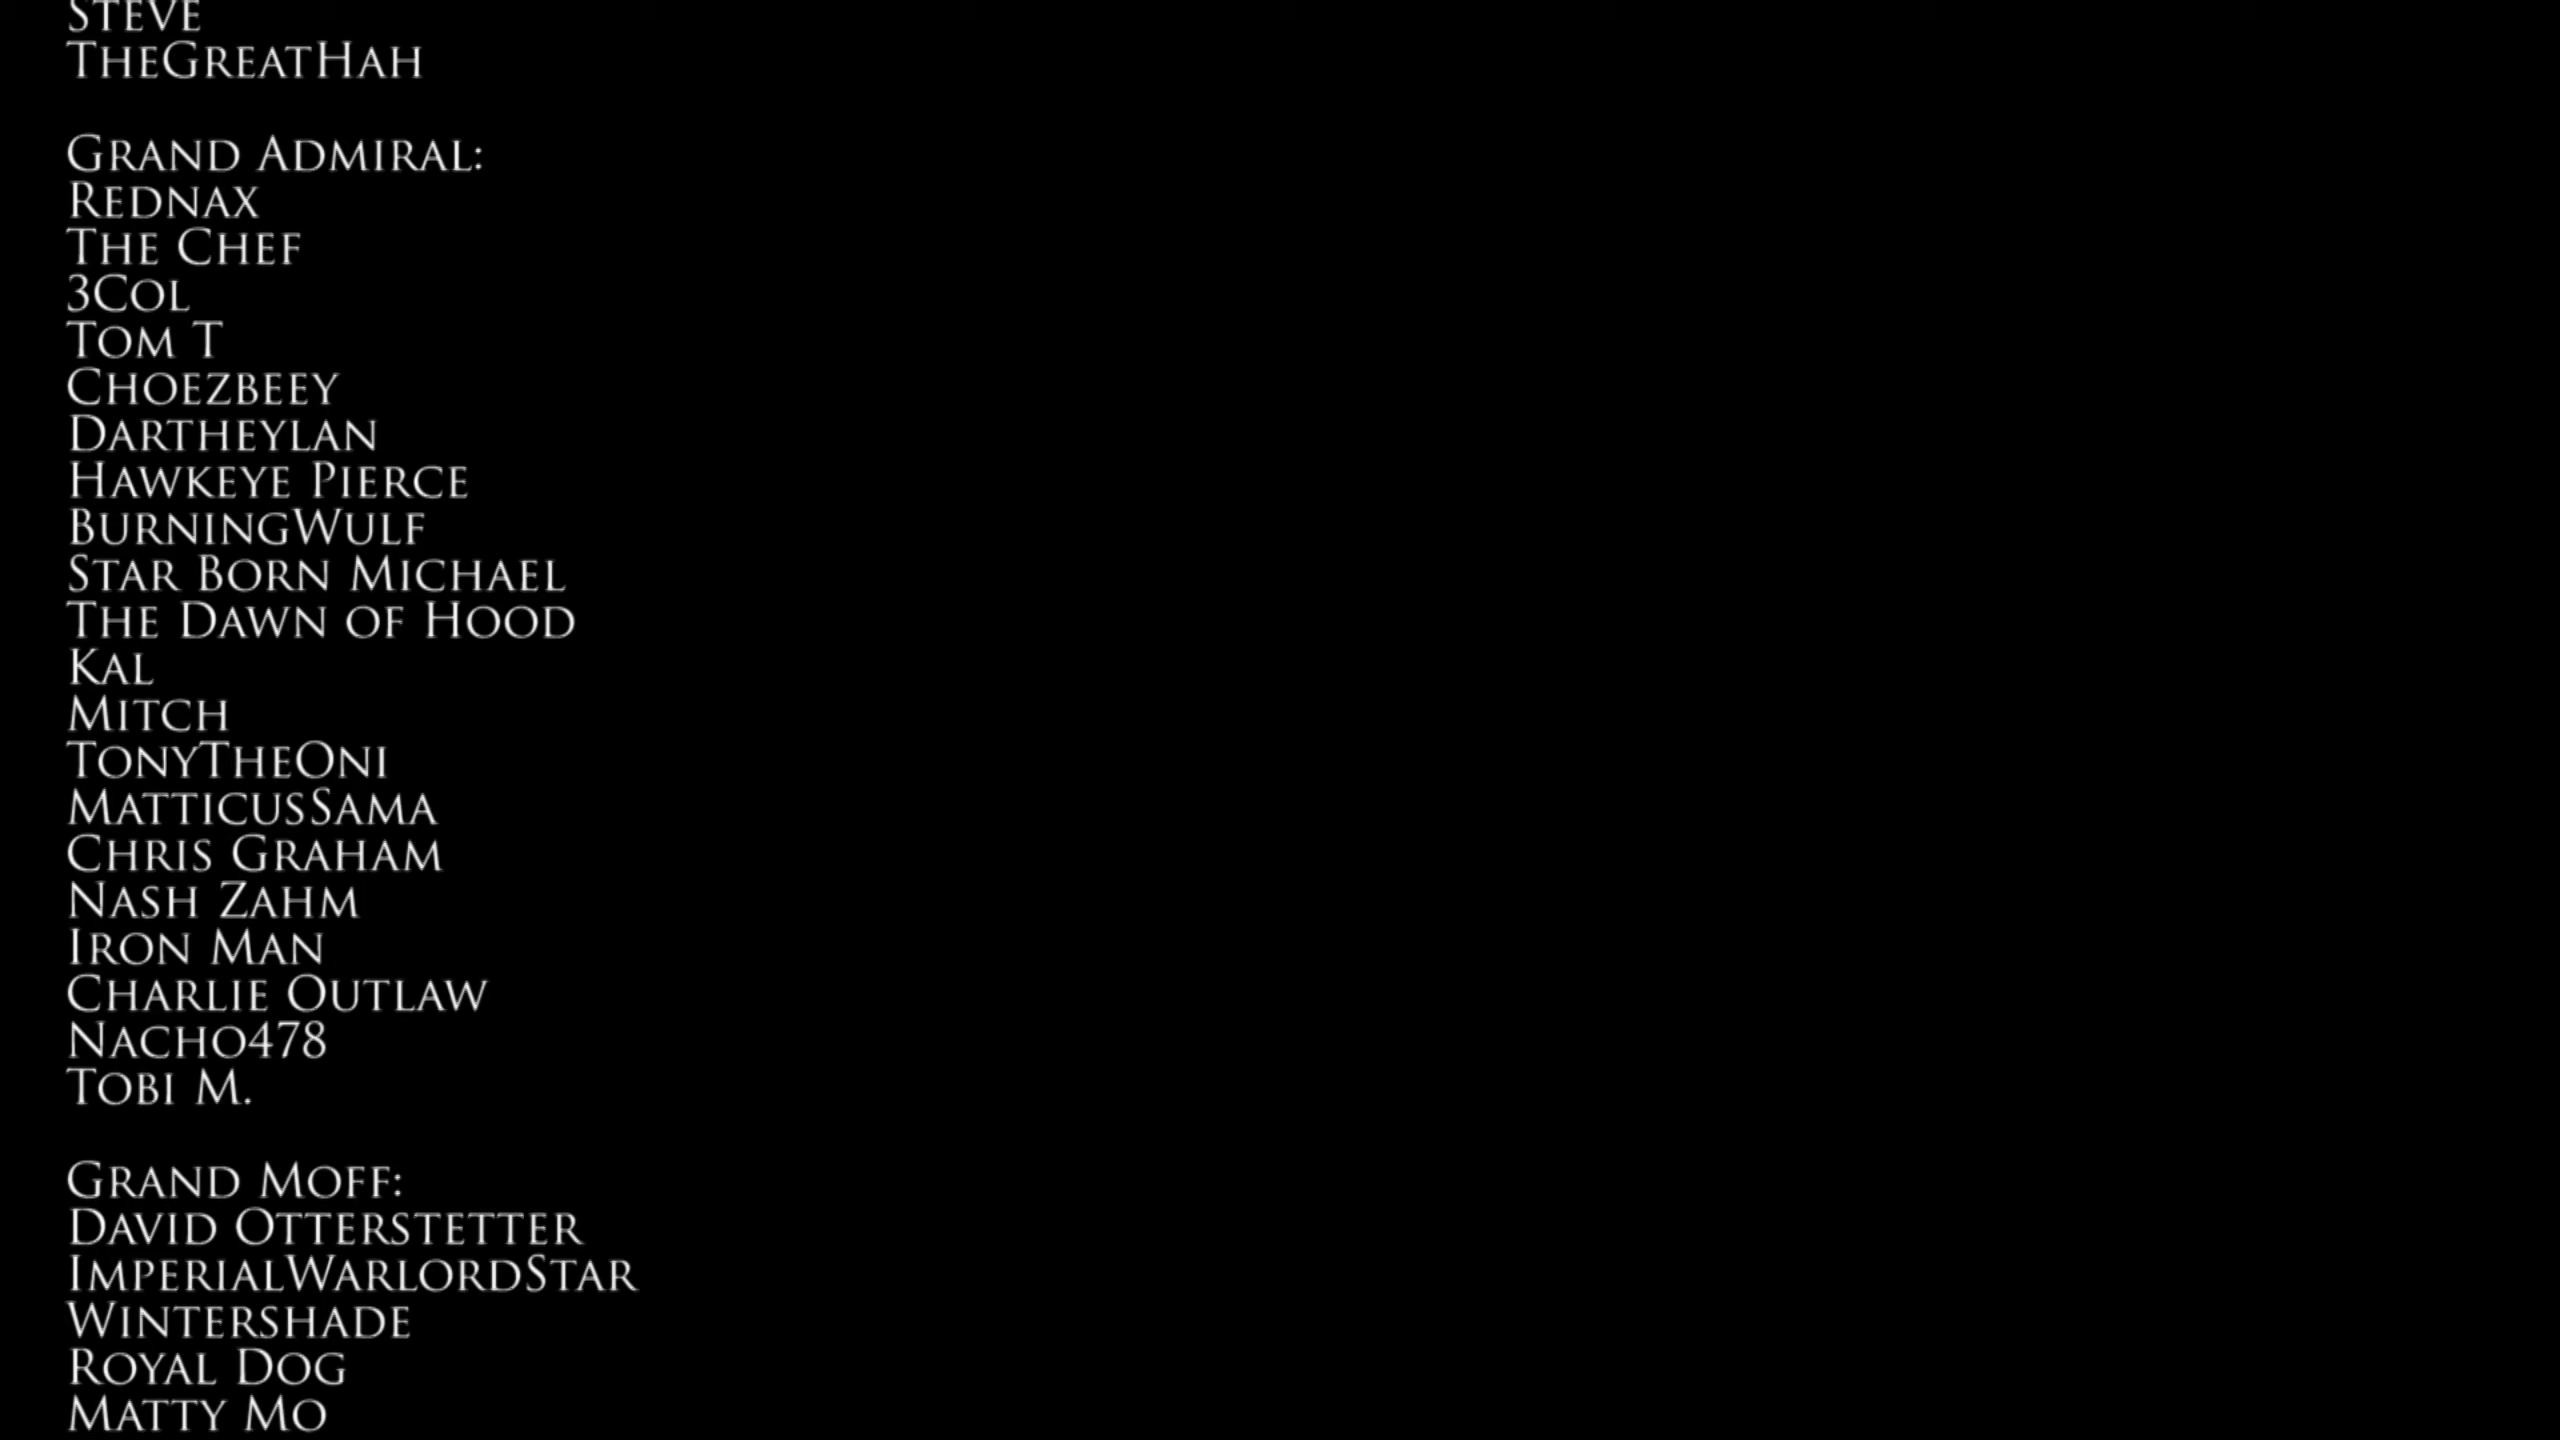 Steve
TheGreatHah
Grand Admiral:
Rednax
The Chef
3Col
Tom T
Choezbeey
Dartheylan
Hawkeye Pierce
BurningWulf
Star Born Michael
The Dawn of Hood
Kal
Mitch
TonyTheOni
MatticusSama
Chris Graham
Nash Zahm
Iron Man
Charlie Outlaw
Nacho478
Tobi M.
Grand Moff:
David Otterstetter
ImperialWarlordStar
Wintershade
Royal Dog
Matty Mo